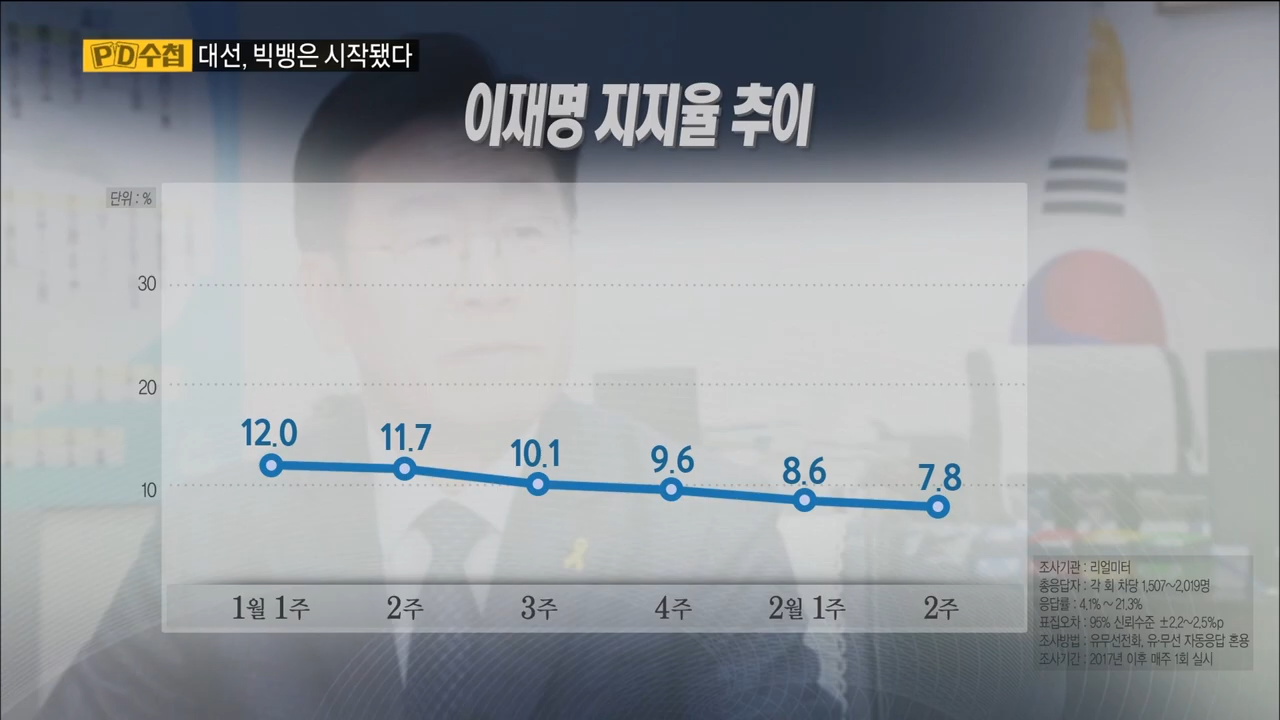 PD수첩 대선, 빅뱅은 시작됐다
이재명 지지율 추이
단위 : %
30
20
10
12.0 11.7 10.1 9.6 8.6 7.8
1월 1주 2주 3주 4주 2월 1주 2주
조사기관 : 리얼미터
총응답자 : 각 회 차당 1,507~2,019명
응답률 : 4.1% ~ 21.3%
표집오차 : 95% 신뢰수준 ±2.2~2.5%p
조사방법 : 유무선전화, 유·무선 자동응답 혼용
조사기간 : 2017년 이후 매주 1회 실시